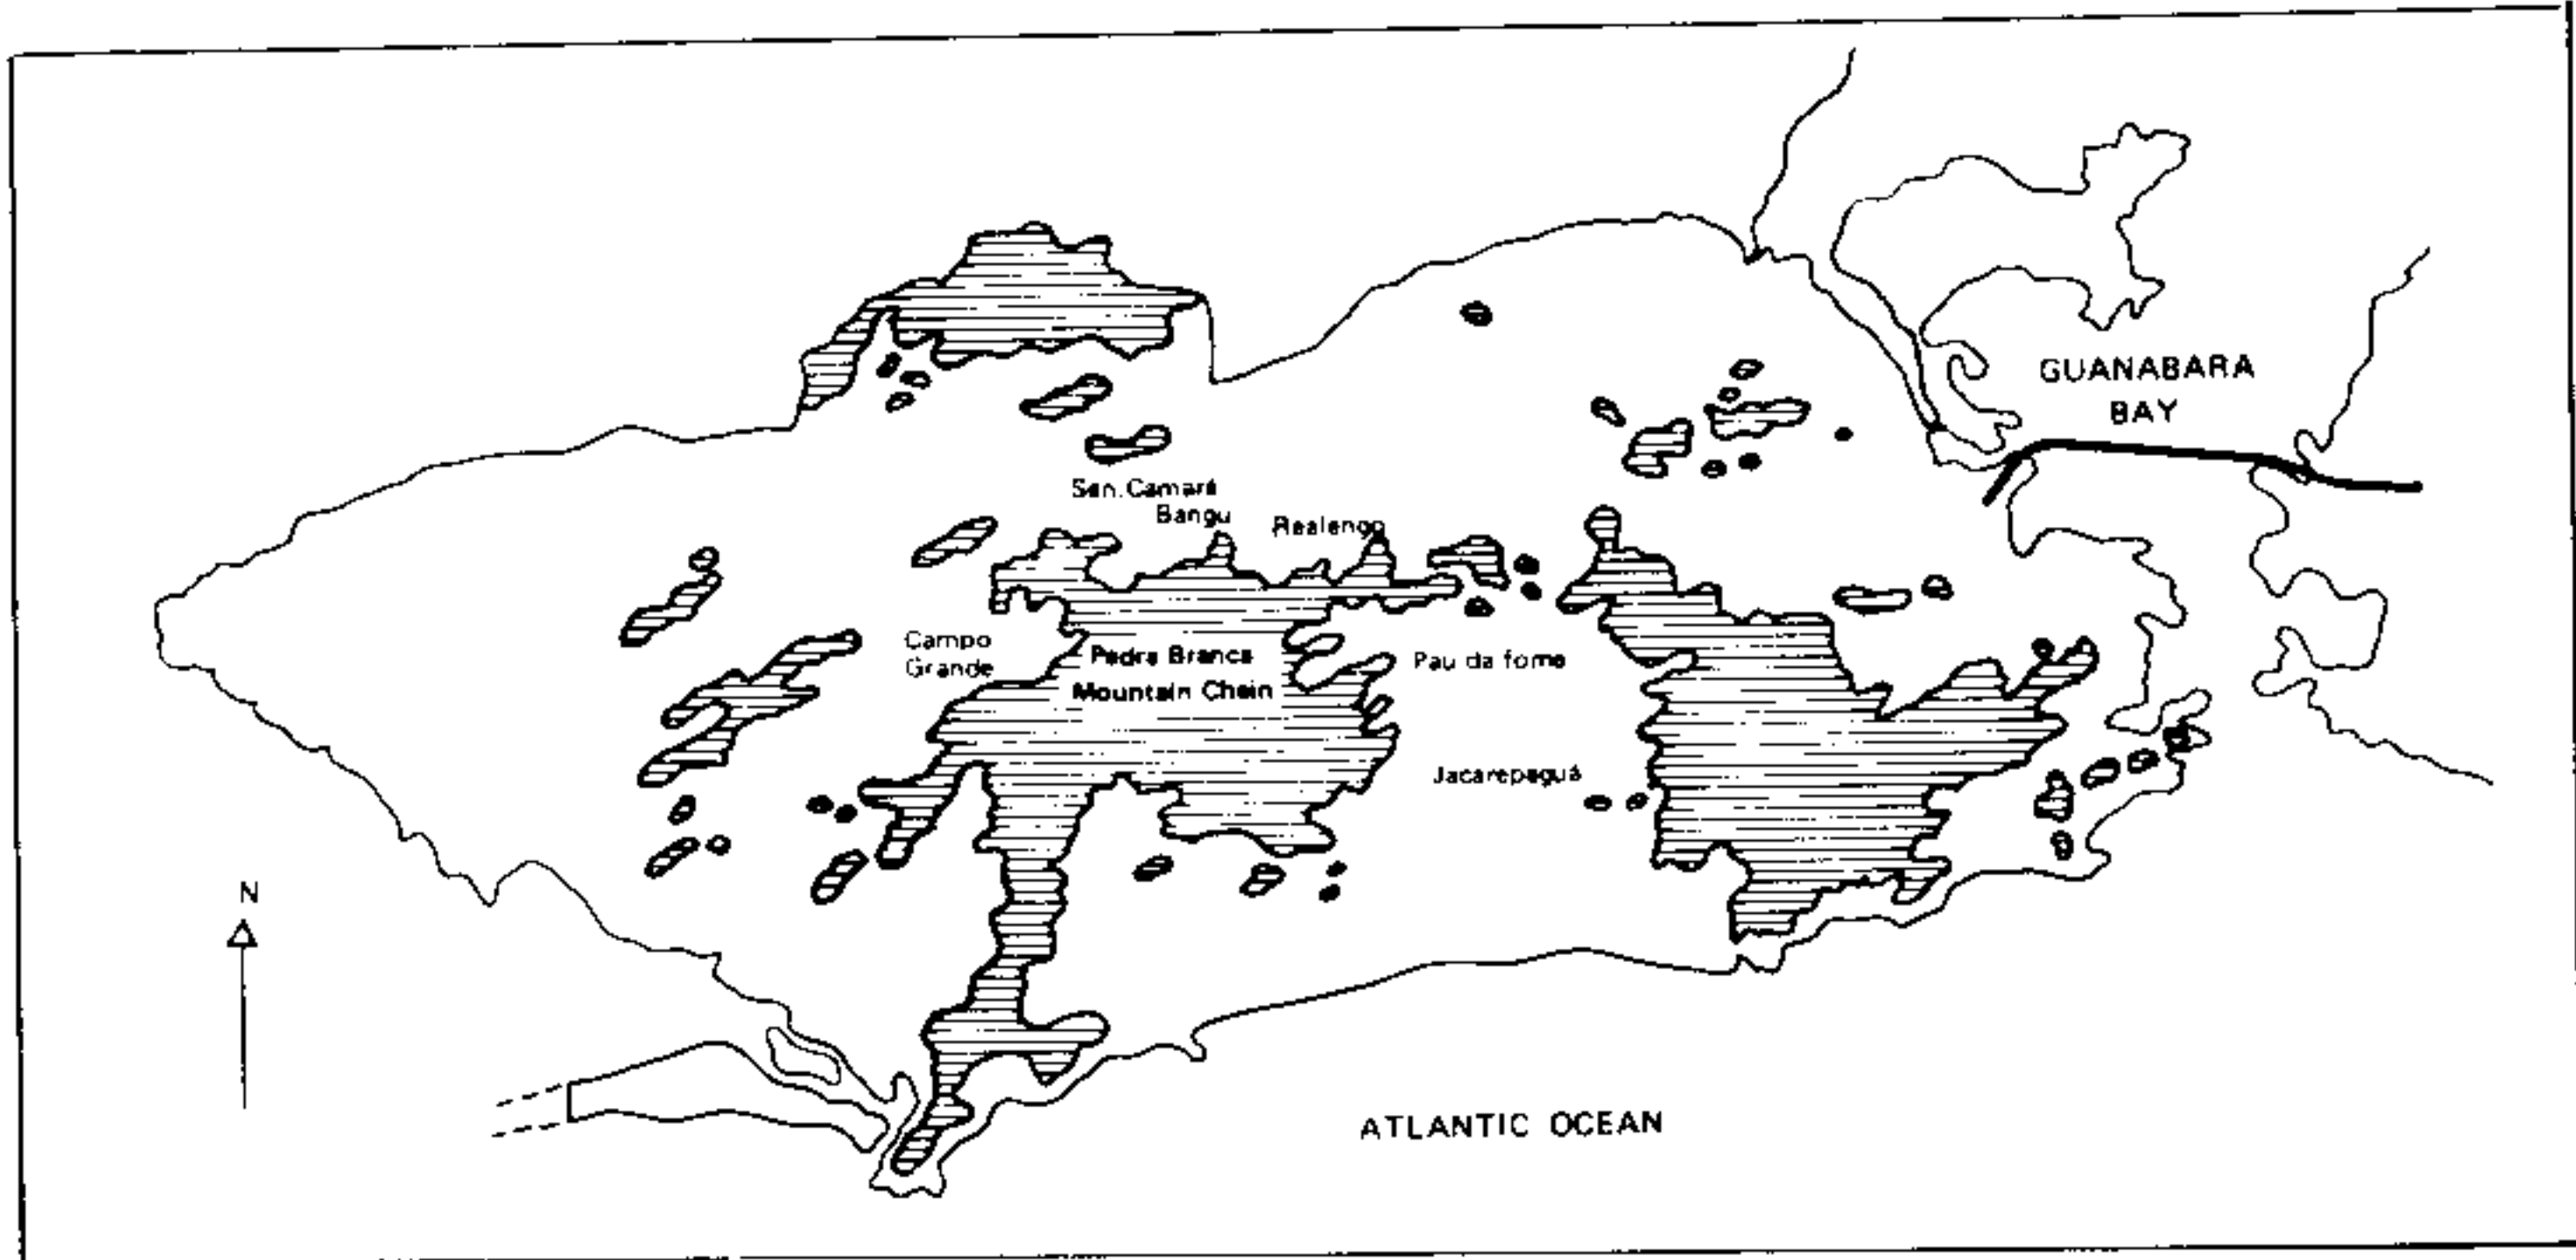 GUANABARA
BAY
Sen. Camará
Bangu
Realengo
Campo
Grande
Pedra Branca
Mountain Chain
Pau da fome
Jacarepaguá
N
ATLANTIC OCEAN